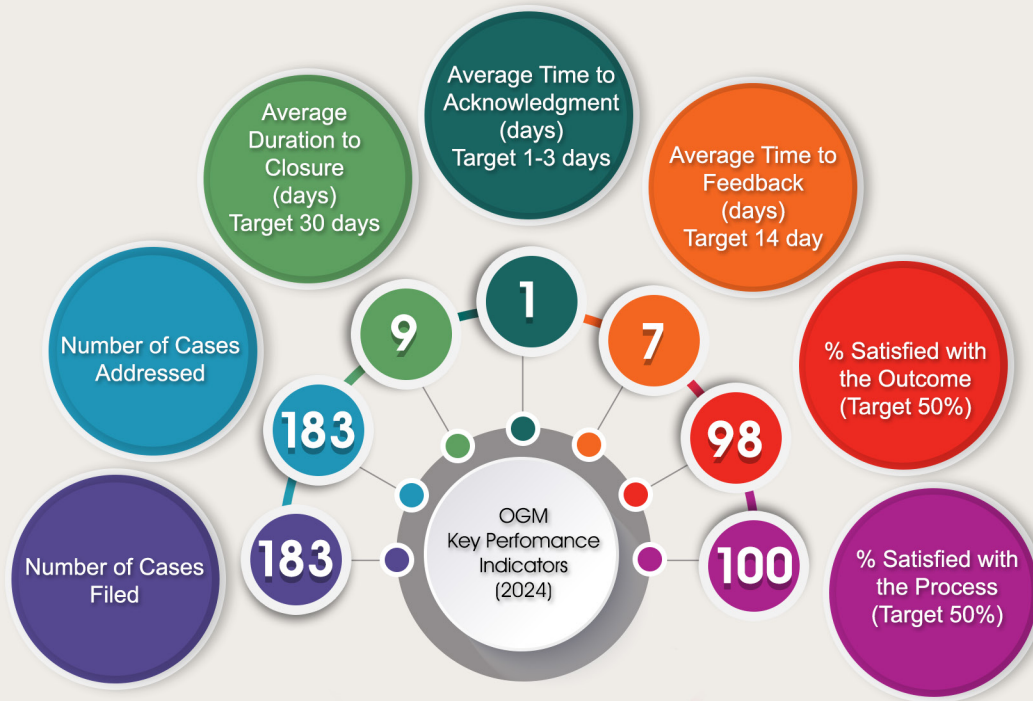 Average Time to
Acknowledgment
(days)
Target 1-3 days
Average
Duration to
Closure
(days)
Target 30 days
Average Time to
Feedback
(days)
Target 14 day
Number of Cases
Addressed
% Satisfied with
the Outcome
(Target 50%)
Number of Cases
Filed
% Satisfied with
the Process
(Target 50%)
183
183
9
1
7
98
100
OGM
Key Perfomance
Indicators
(2024)